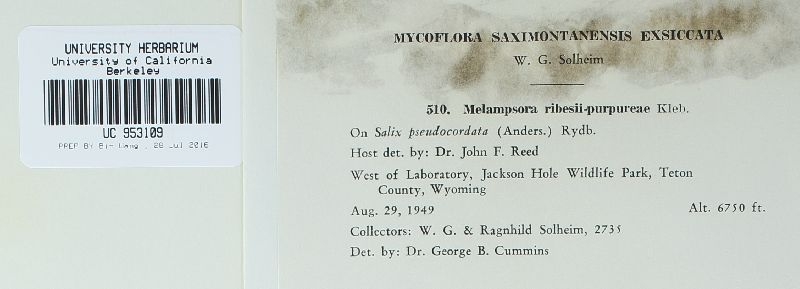 UNIVERSITY HERBARIUM
University of California
Berkeley
UC 953109
PREP BY Bi- Wang , 28 Jul 2016
MYCOFLORA SAXIMONTANENSIS EXSICCATA
W. G. Solheim
510. Melampsora ribesii-purpureae Kleb.
On Salix pseudocordata (Anders.) Rydb.
Host det. by: Dr. John F. Reed
West of Laboratory, Jackson Hole Wildlife Park, Teton
County, Wyoming
Aug. 29, 1949 Alt. 6750 ft.
Collectors: W. G. & Ragnhild Solheim, 2735
Det. by: Dr. George B. Cummins